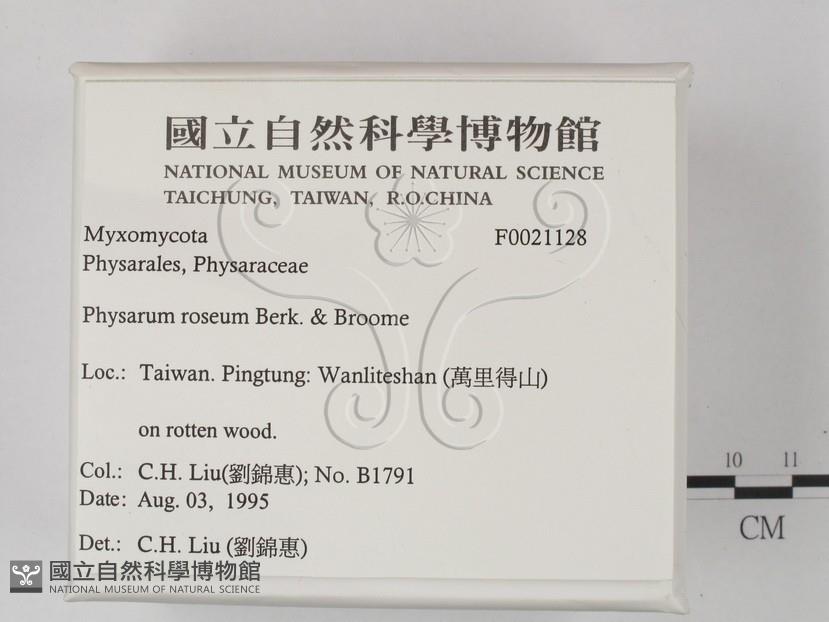 國立自然科學博物館
NATIONAL MUSEUM OF NATURAL SCIENCE
TAICHUNG, TAIWAN, R.O.CHINA
Myxomycota F0021128
Physarales, Physaraceae
Physarum roseum Berk. & Broome
Loc.: Taiwan. Pingtung: Wanliteshan (萬里得山)
on rotten wood.
Col.: C.H. Liu(劉錦惠); No. B1791
Date: Aug. 03, 1995
Det.: C.H. Liu (劉錦惠)
10 11
CM
國立自然科學博物館
NATIONAL MUSEUM OF NATURAL SCIENCE